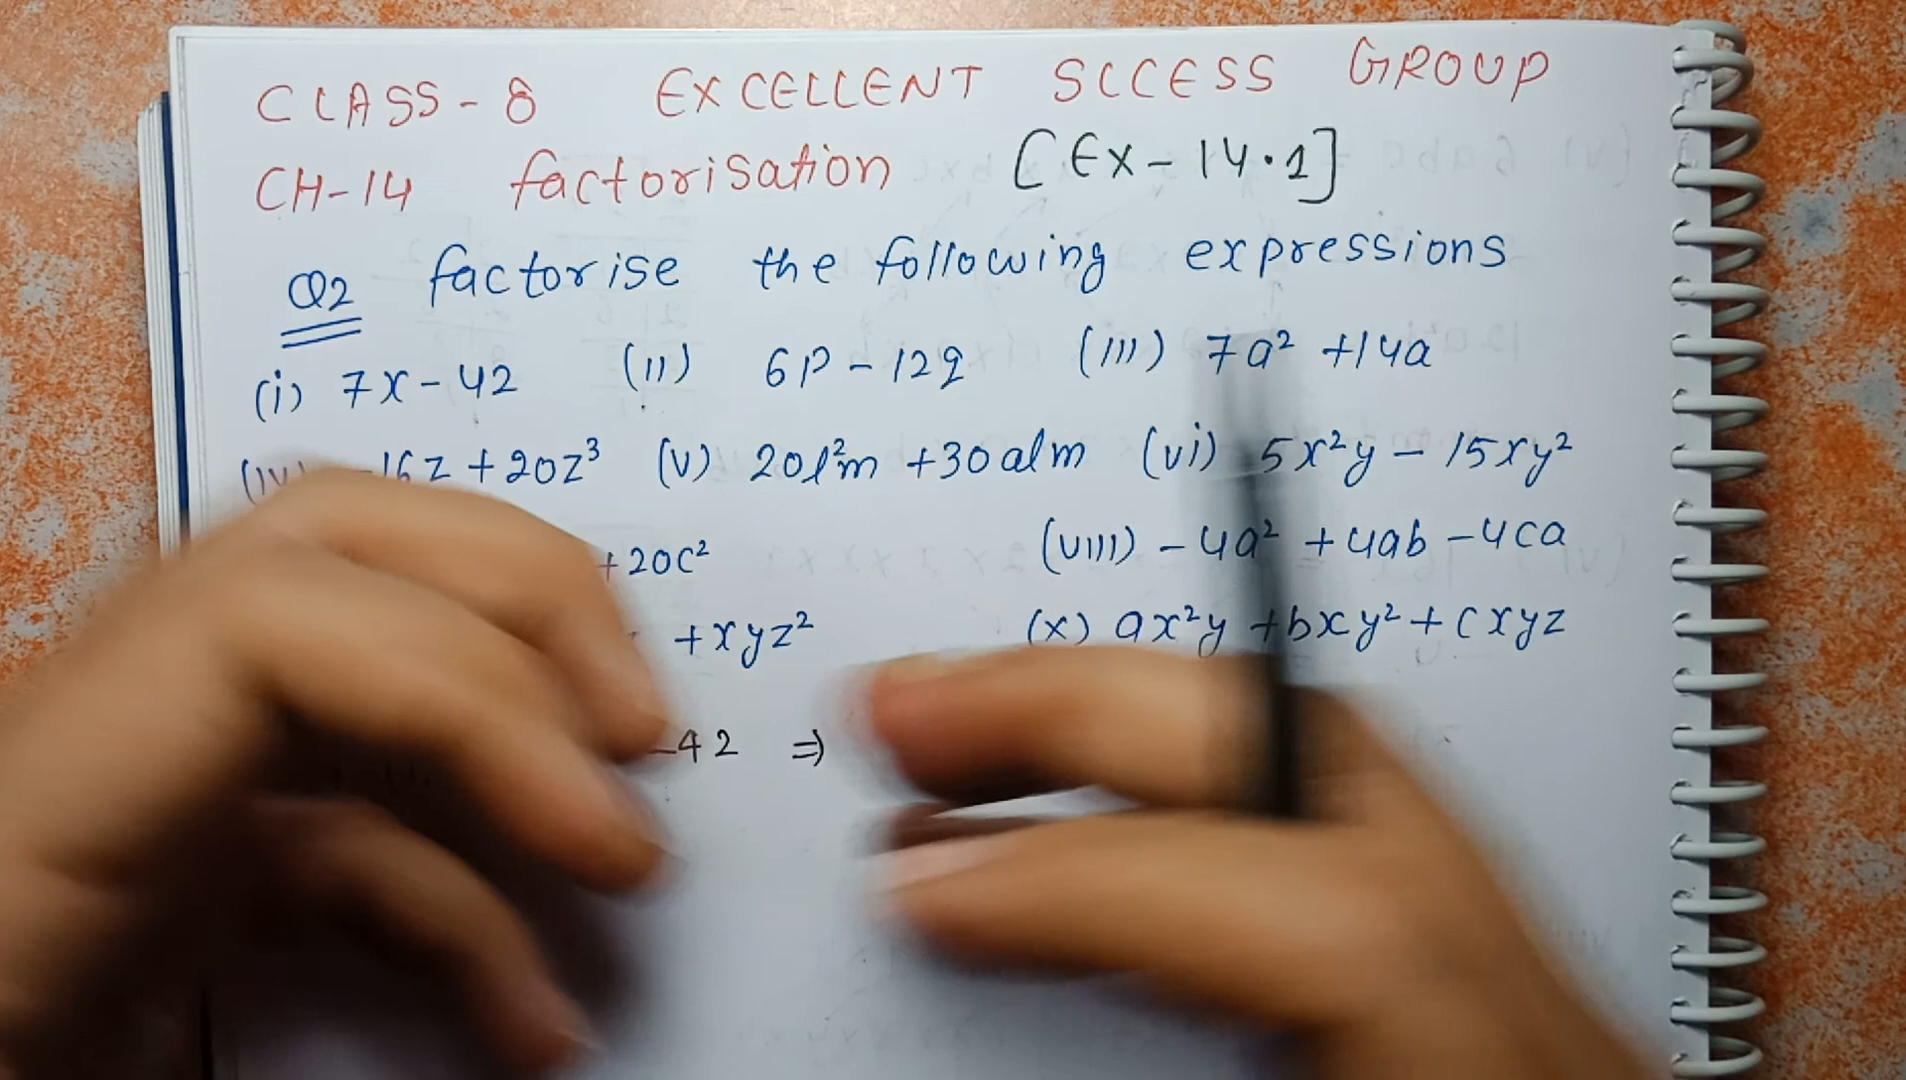 CLASS-8 EXCELLENT SCCESS GROUP
CH-14 factorisation [EX-14.1]
Q2 factorise the following expressions
(i) 7x-42 (II) 6p-12q (III) 7a² +14a
(IV) -16z +20z³ (V) 20l²m +30alm (vi) 5x²y - 15xy²
+20c² (VIII) -4a² +4ab -4ca
+xyz² (x) ax²y +bxy² + cxyz
-42 ⇒